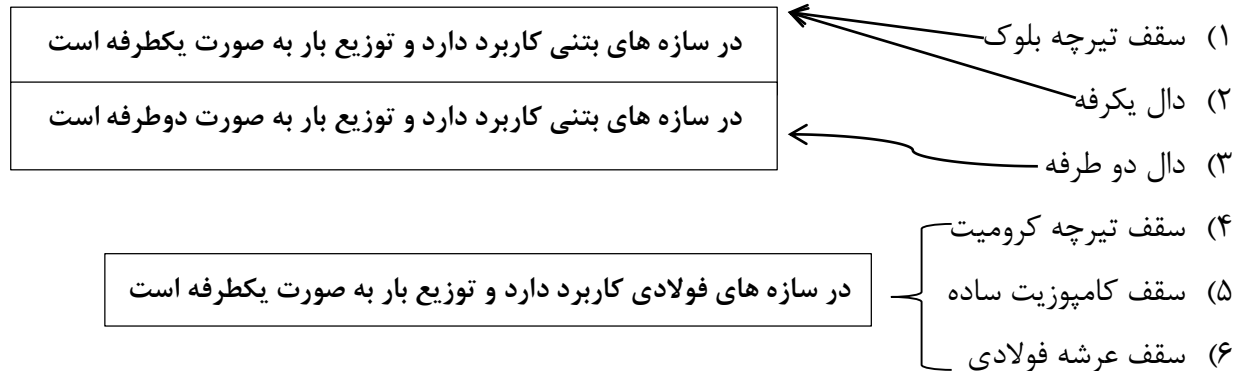 ۱) سقف تیرچه بلوک
در سازه های بتنی کاربرد دارد و توزیع بار به صورت یکطرفه است
۲) دال یکرفه
در سازه های بتنی کاربرد دارد و توزیع بار به صورت دوطرفه است
۳) دال دو طرفه
۴) سقف تیرچه کرومیت
۵) سقف کامپوزیت ساده
در سازه های فولادی کاربرد دارد و توزیع بار به صورت یکطرفه است
۶) سقف عرشه فولادی